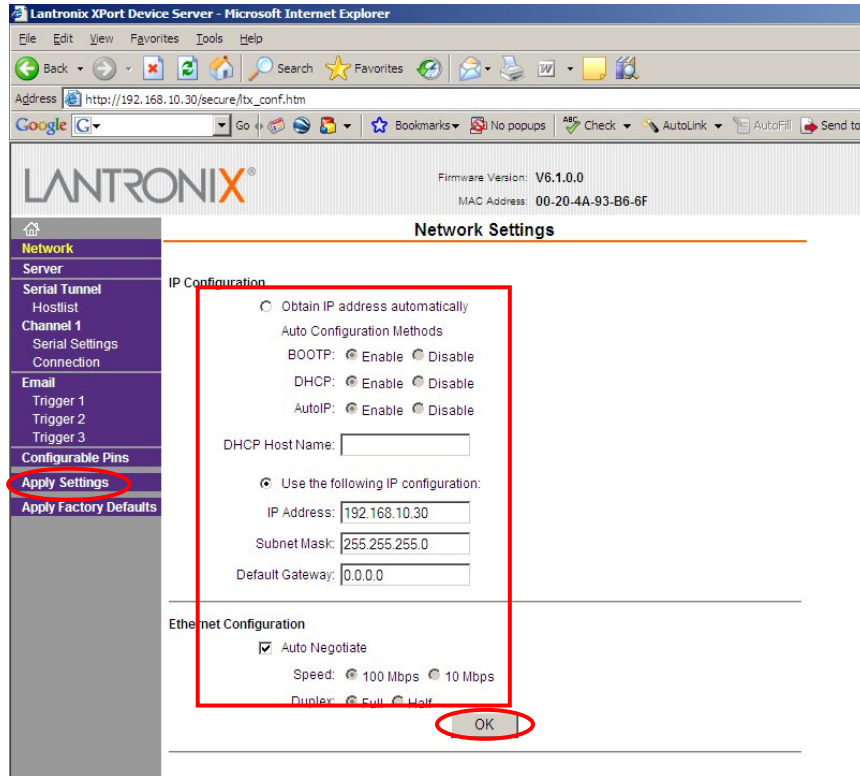 Lantronix XPort Device Server - Microsoft Internet Explorer
File Edit View Favorites Tools Help
Back Search Favorites W
Address http://192.168.10.30/secure/ltx_conf.htm
Google G Go Bookmarks No popups ABC Check AutoLink AutoFill Send to
LANTRONIX®
Firmware Version: V6.1.0.0
MAC Address: 00-20-4A-93-B6-6F
Network Settings
Network
Server
Serial Tunnel
Hostlist
Channel 1
Serial Settings
Connection
Email
Trigger 1
Trigger 2
Trigger 3
Configurable Pins
Apply Settings
Apply Factory Defaults
IP Configuration
Obtain IP address automatically
Auto Configuration Methods
BOOTP: Enable Disable
DHCP: Enable Disable
AutoIP: Enable Disable
DHCP Host Name:
Use the following IP configuration:
IP Address: 192.168.10.30
Subnet Mask: 255.255.255.0
Default Gateway: 0.0.0.0
Ethernet Configuration
Auto Negotiate
Speed: 100 Mbps 10 Mbps
Duplex: Full Half
OK